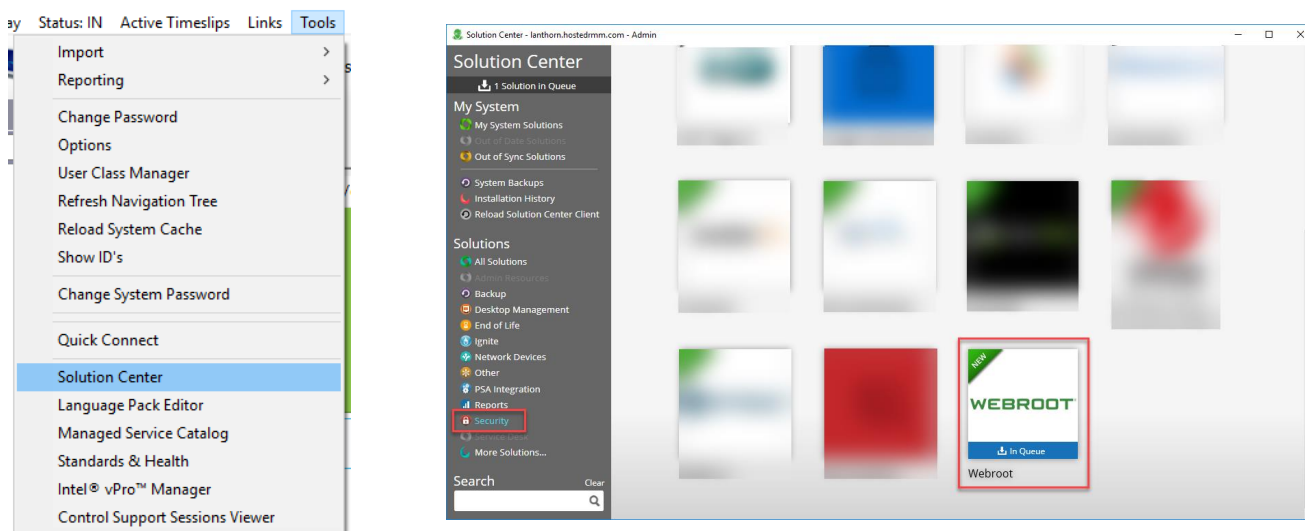 ay Status: IN Active Timeslips Links Tools
Import
Reporting
Change Password
Options
User Class Manager
Refresh Navigation Tree
Reload System Cache
Show ID's
Change System Password
Quick Connect
Solution Center
Language Pack Editor
Managed Service Catalog
Standards & Health
Intel® vPro™ Manager
Control Support Sessions Viewer
Solution Center - lanthorn.hostedrmm.com - Admin
Solution Center
1 Solution in Queue
My System
My System Solutions
Out of Date Solutions
Out of Sync Solutions
System Backups
Installation History
Reload Solution Center Client
Solutions
All Solutions
Admin Resources
Backup
Desktop Management
End of Life
Ignite
Network Devices
Other
PSA Integration
Reports
Security
Service Desk
More Solutions...
Search Clear
NEW
WEBROOT
In Queue
Webroot